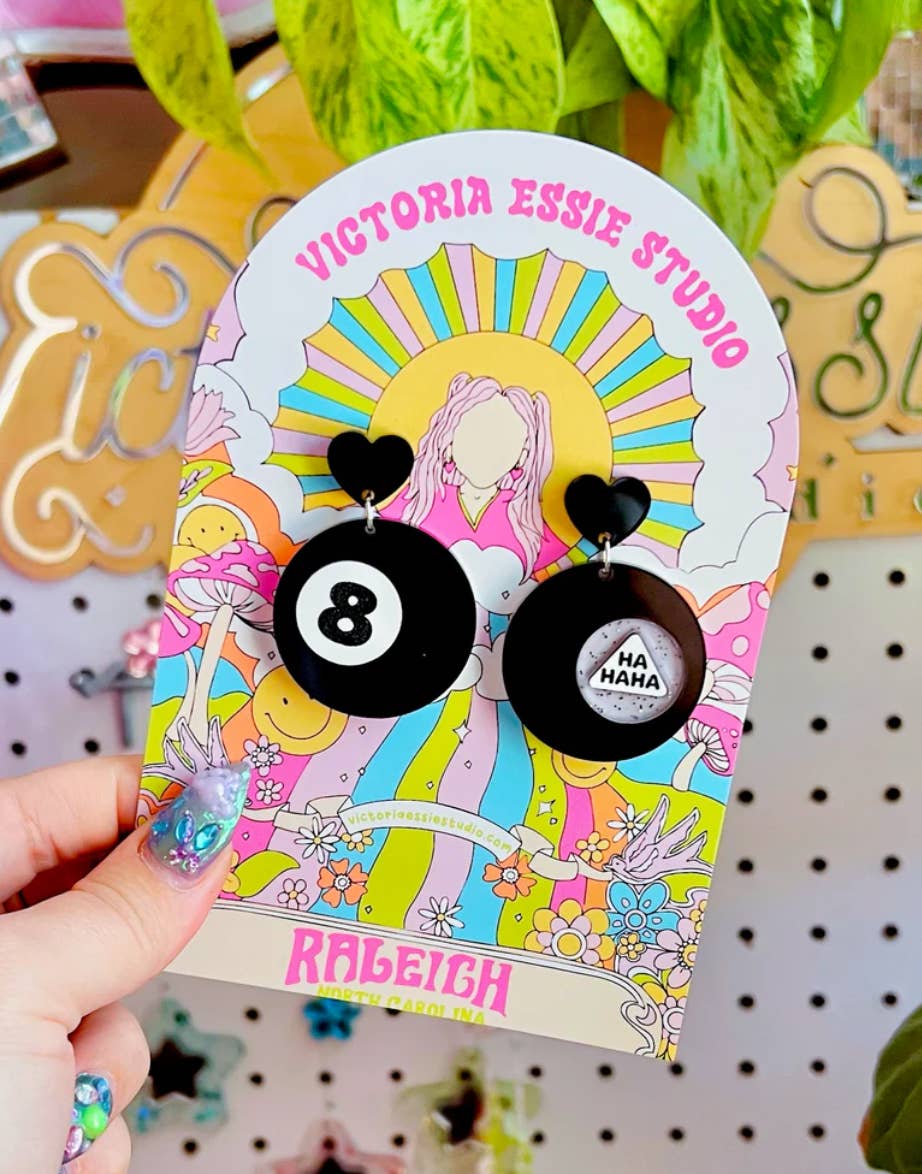 VICTORIA ESSIE STUDIO
8
HA
HAHA
victoriaessiestudio.com
RALEIGH
NORTH CAROLINA